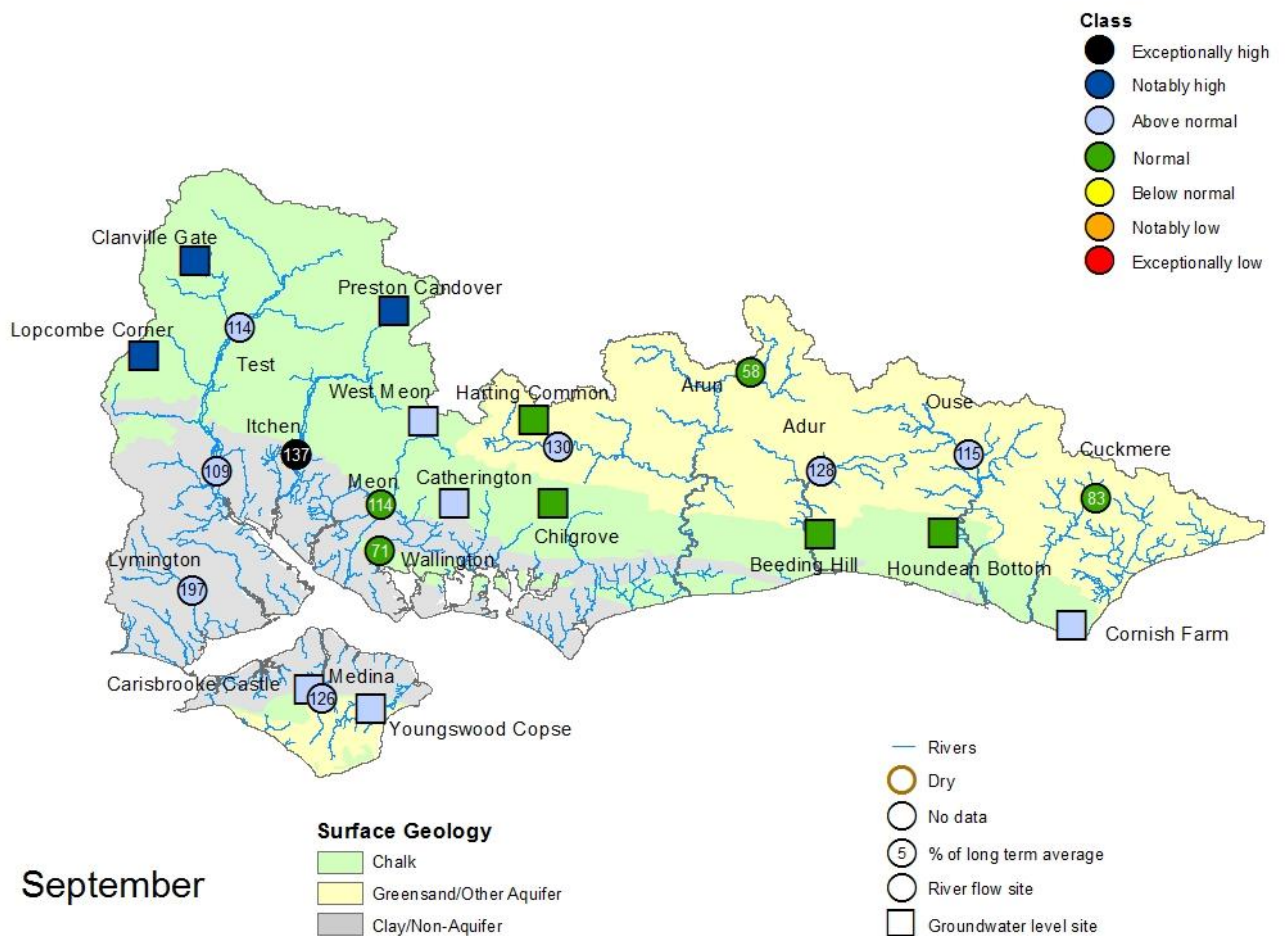 Class
Exceptionally high
Notably high
Above normal
Normal
Below normal
Notably low
Exceptionally low
Clanville Gate
Preston Candover
Lopcombe Corner
114
Test
West Meon
Harting Common
Arun
58
Ouse
Itchen
137
130
Adur
115
Cuckmere
109
128
Catherington
83
Meon
114
Chilgrove
71
Wallington
Beeding Hill
Houndean Bottom
Lymington
197
Cornish Farm
Carisbrooke Castle
Medina
126
Youngswood Copse
Rivers
Dry
No data
5
% of long term average
River flow site
Groundwater level site
Surface Geology
Chalk
Greensand/Other Aquifer
Clay/Non-Aquifer
September